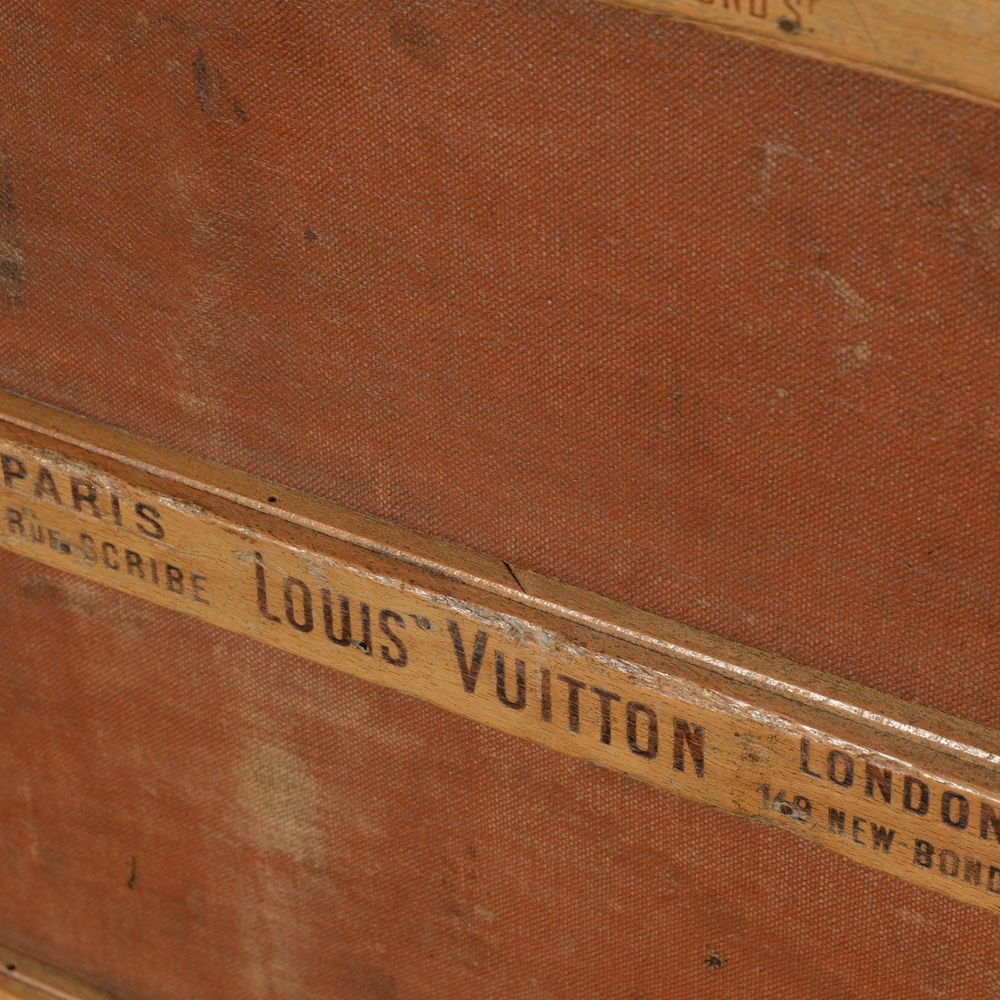 PARIS
RUE SCRIBE
LOUIS VUITTON
LONDON
149 NEW-BOND